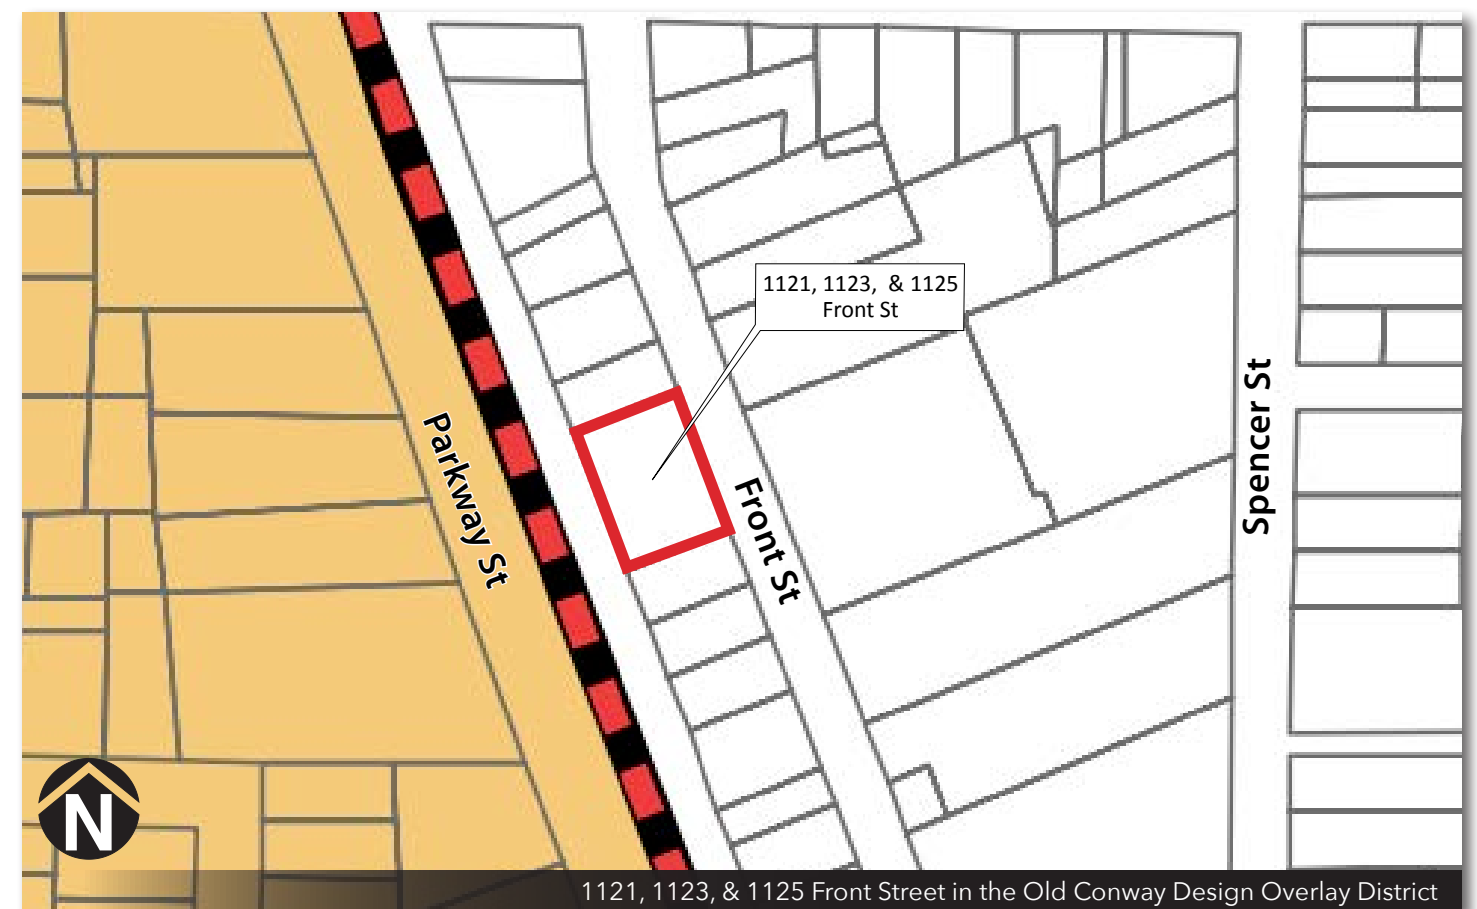 1121, 1123, & 1125
Front St
Parkway St
Front St
Spencer St
N
1121, 1123, & 1125 Front Street in the Old Conway Design Overlay District